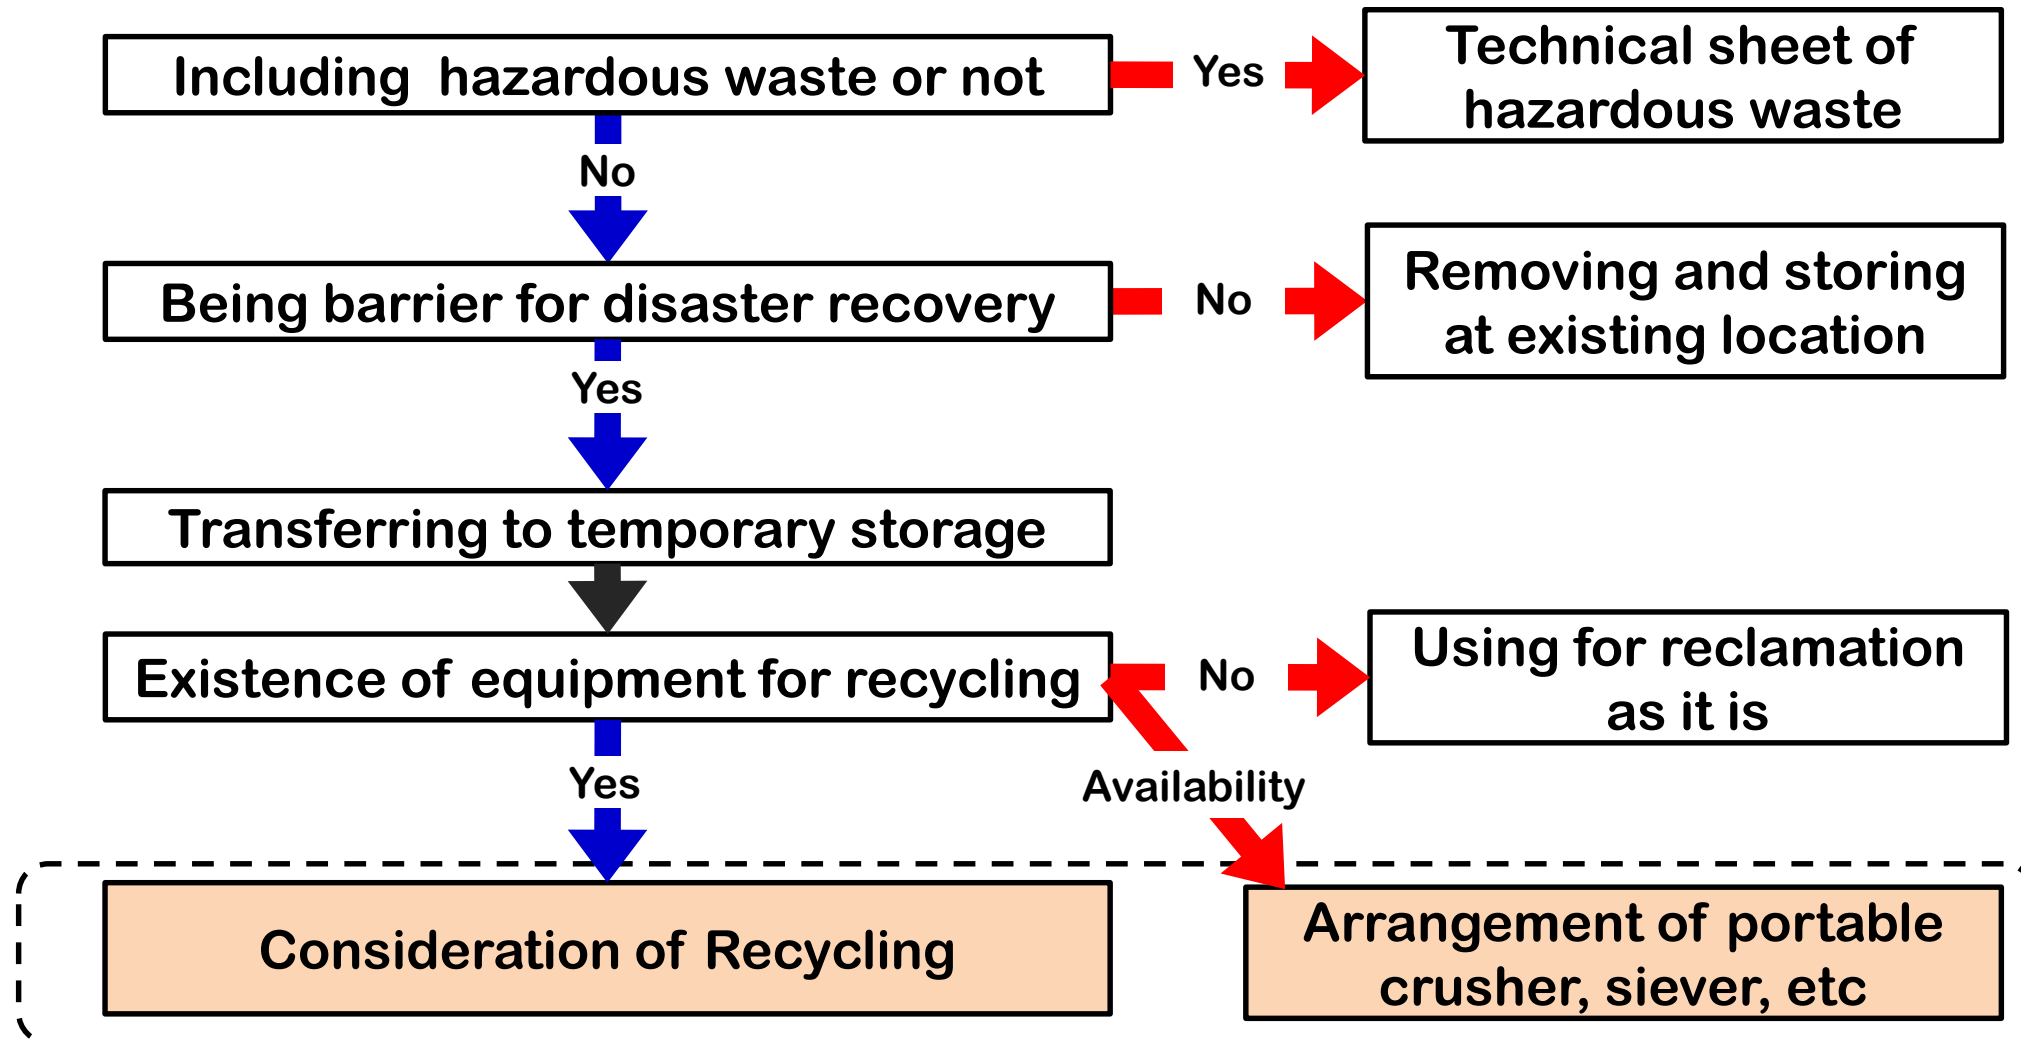 Including hazardous waste or not
Yes
Technical sheet of
hazardous waste
No
Being barrier for disaster recovery
No
Removing and storing
at existing location
Yes
Transferring to temporary storage
Existence of equipment for recycling
No
Using for reclamation
as it is
Yes
Availability
Consideration of Recycling
Arrangement of portable
crusher, siever, etc